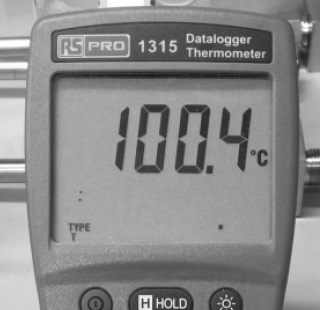 RS PRO 1315 Datalogger
Thermometer
100.4 °C
:
TYPE
T
H HOLD